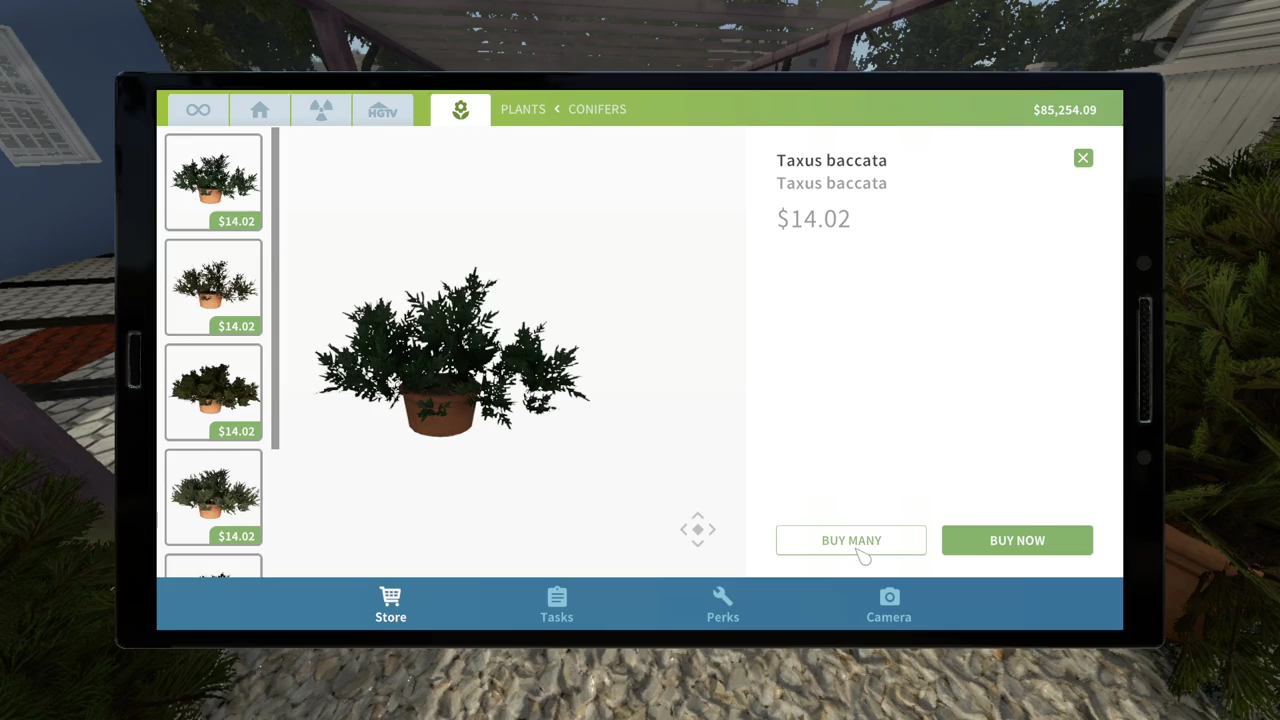 HGTV
PLANTS < CONIFERS
$85,254.09
$14.02
$14.02
$14.02
$14.02
Taxus baccata
Taxus baccata
$14.02
BUY MANY
BUY NOW
Store
Tasks
Perks
Camera